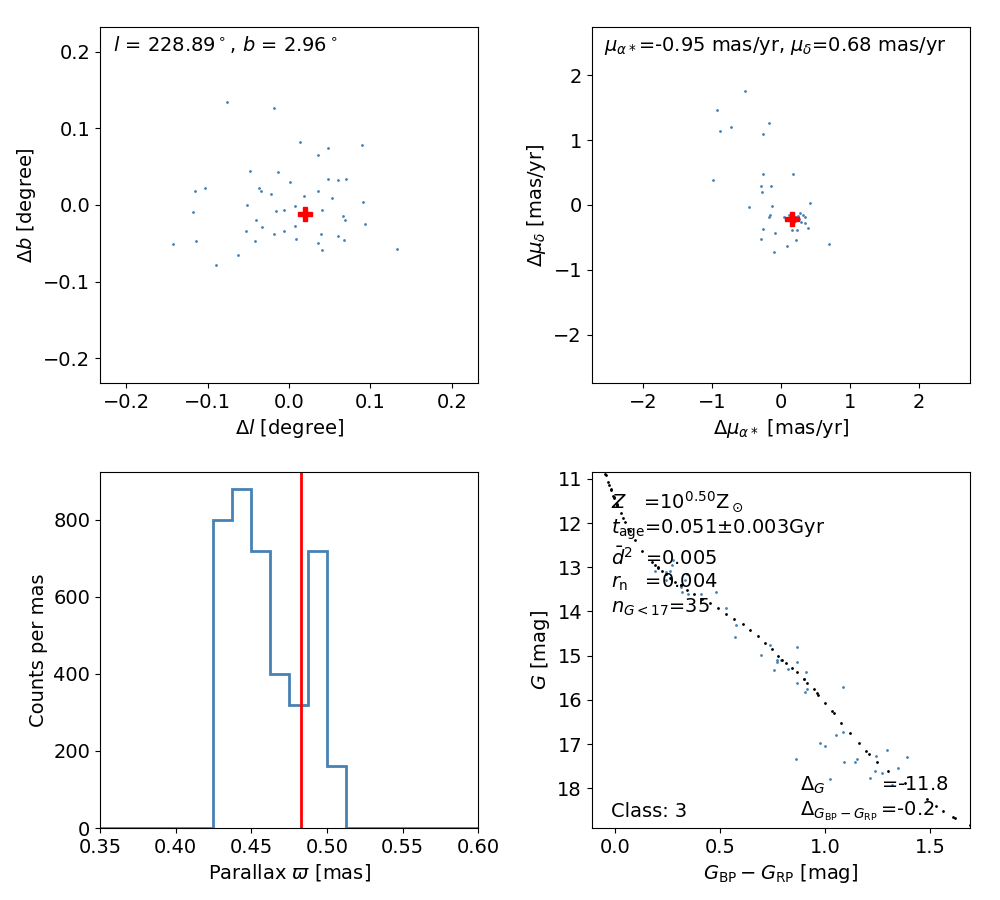 l = 228.89°, b = 2.96°
0.2
0.1
0.0
−0.1
−0.2
Δb [degree]
−0.2 −0.1 0.0 0.1 0.2
Δl [degree]
μα*=-0.95 mas/yr, μδ=0.68 mas/yr
2
1
0
−1
−2
Δμδ [mas/yr]
−2 −1 0 1 2
Δμα* [mas/yr]
800
600
400
200
0
Counts per mas
0.35 0.40 0.45 0.50 0.55 0.60
Parallax ϖ [mas]
11
12
13
14
15
16
17
18
G [mag]
Z =10^0.50Z⊙
tage=0.051±0.003Gyr
d̄² =0.005
rn =0.004
nG<17=35
ΔG =-11.8
ΔGBP−GRP=-0.2
Class: 3
0.0 0.5 1.0 1.5
GBP − GRP [mag]